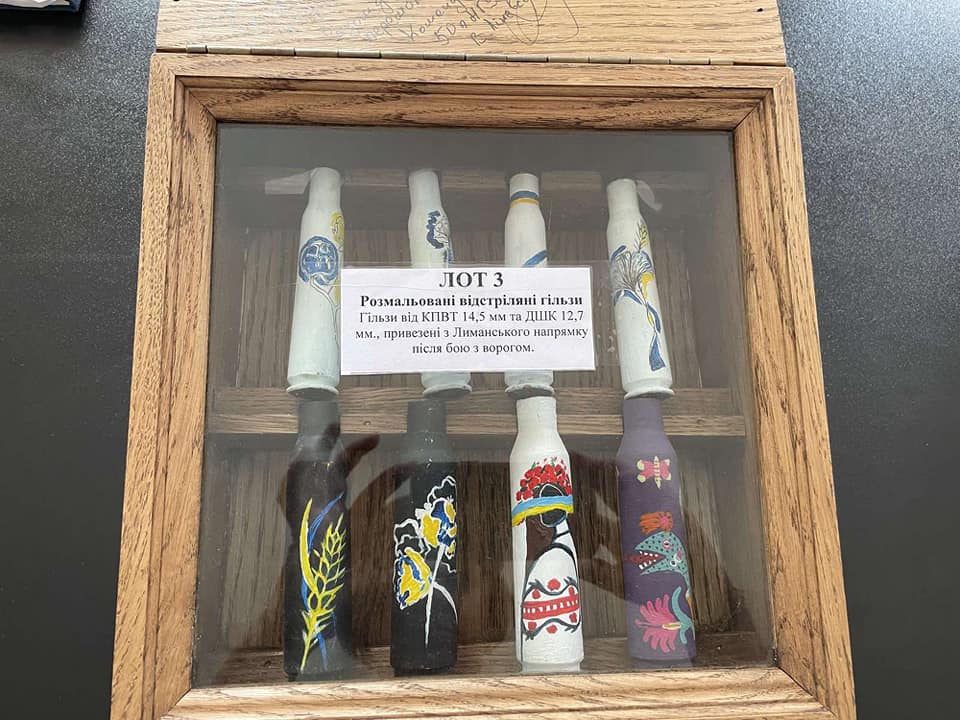 ЛОТ 3
Розмальовані відстріляні гільзи
Гільзи від КПВТ 14,5 мм та ДШК 12,7
мм., привезені з Лиманського напрямку
після бою з ворогом.